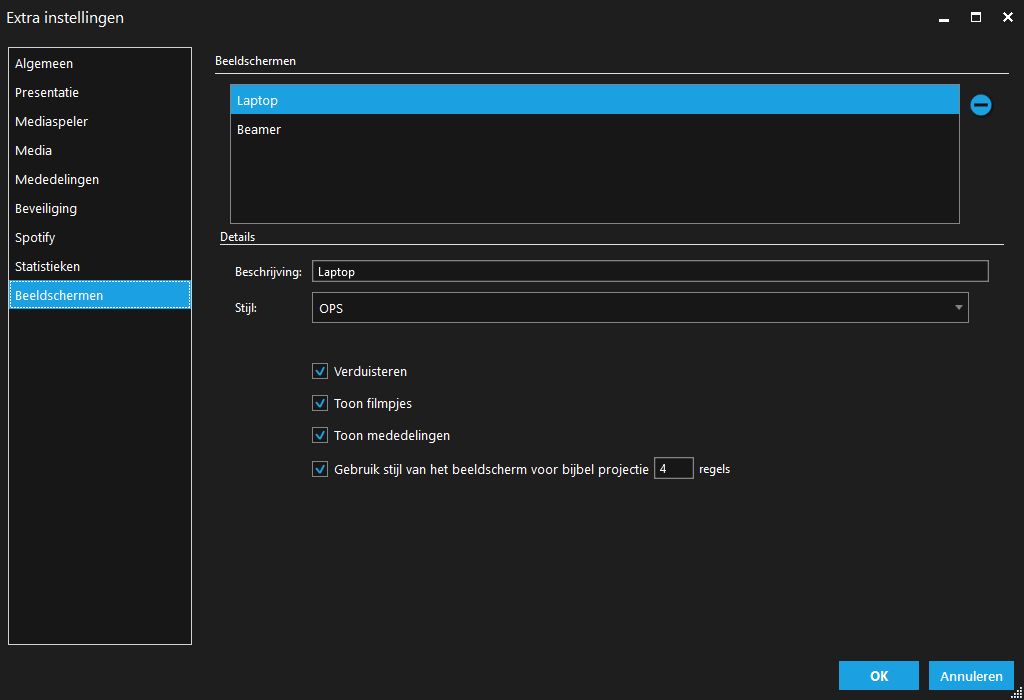 Extra instellingen
Algemeen
Presentatie
Mediaspeler
Media
Mededelingen
Beveiliging
Spotify
Statistieken
Beeldschermen
Beeldschermen
Laptop
Beamer
Details
Beschrijving: Laptop
Stijl: OPS
Verduisteren
Toon filmpjes
Toon mededelingen
Gebruik stijl van het beeldscherm voor bijbel projectie 4 regels
OK Annuleren